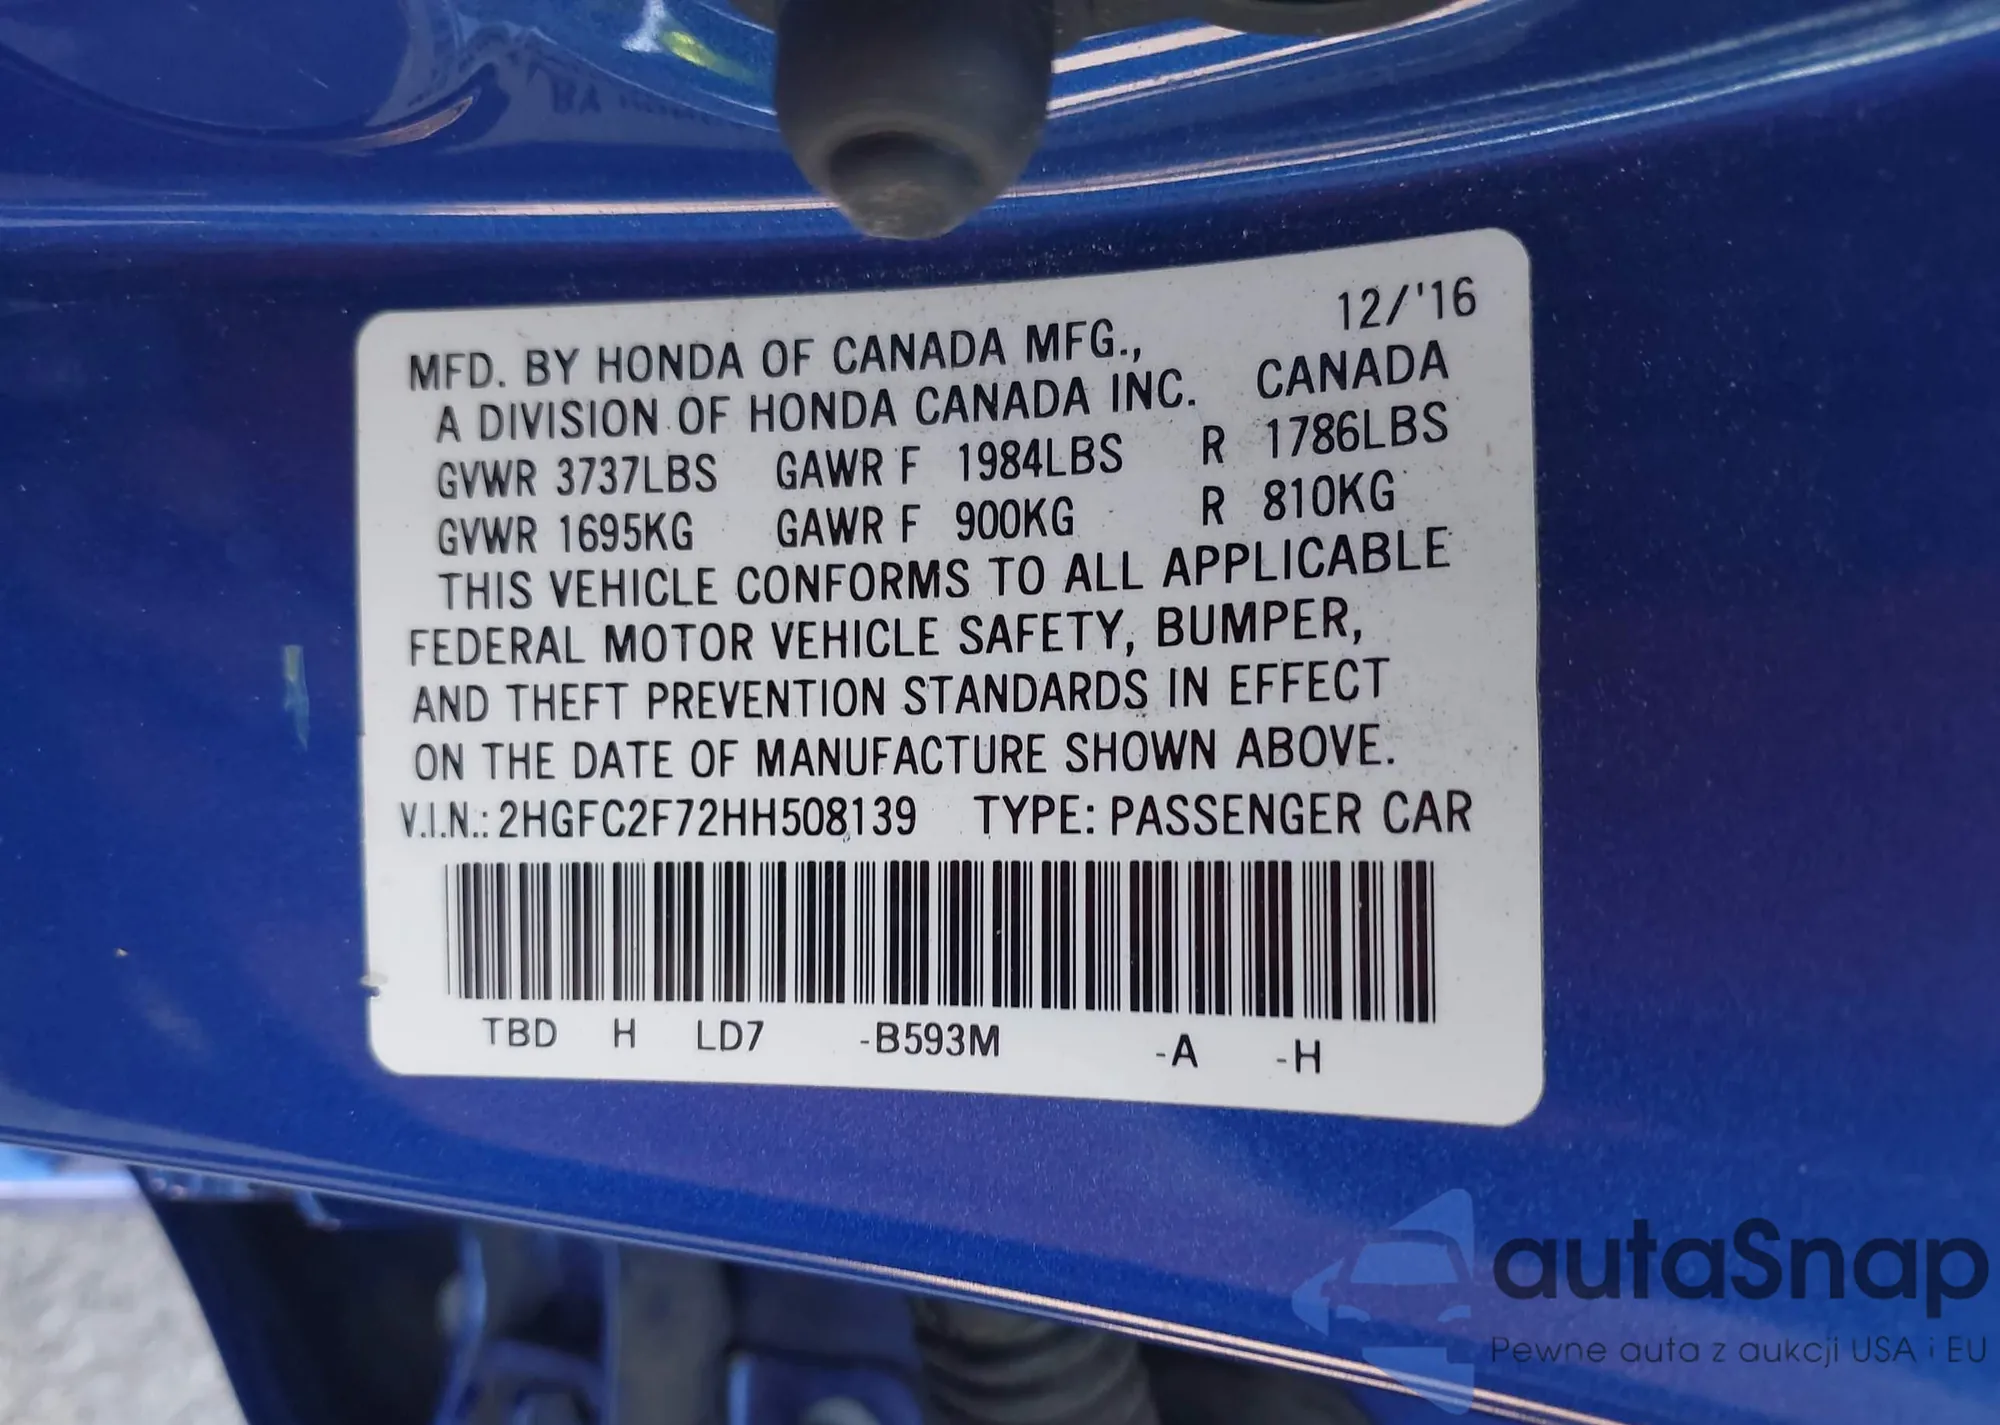 12/'16
MFD. BY HONDA OF CANADA MFG.,
A DIVISION OF HONDA CANADA INC. CANADA
GVWR 3737LBS GAWR F 1984LBS R 1786LBS
GVWR 1695KG GAWR F 900KG R 810KG
THIS VEHICLE CONFORMS TO ALL APPLICABLE
FEDERAL MOTOR VEHICLE SAFETY, BUMPER,
AND THEFT PREVENTION STANDARDS IN EFFECT
ON THE DATE OF MANUFACTURE SHOWN ABOVE.
V.I.N.: 2HGFC2F72HH508139 TYPE: PASSENGER CAR
TBD H LD7 -B593M -A -H
autaSnap
Pewne auta z aukcji USA i EU